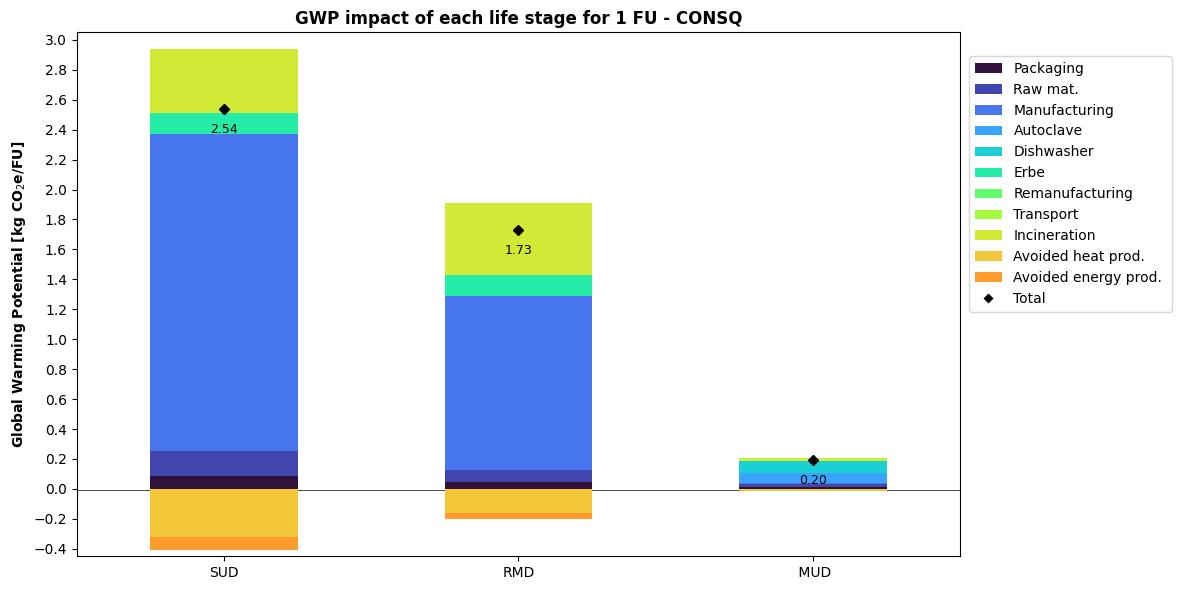 GWP impact of each life stage for 1 FU - CONSQ
Global Warming Potential [kg CO₂e/FU]
3.0
2.8
2.6
2.4
2.2
2.0
1.8
1.6
1.4
1.2
1.0
0.8
0.6
0.4
0.2
0.0
−0.2
−0.4
2.54
1.73
0.20
SUD
RMD
MUD
Packaging
Raw mat.
Manufacturing
Autoclave
Dishwasher
Erbe
Remanufacturing
Transport
Incineration
Avoided heat prod.
Avoided energy prod.
Total